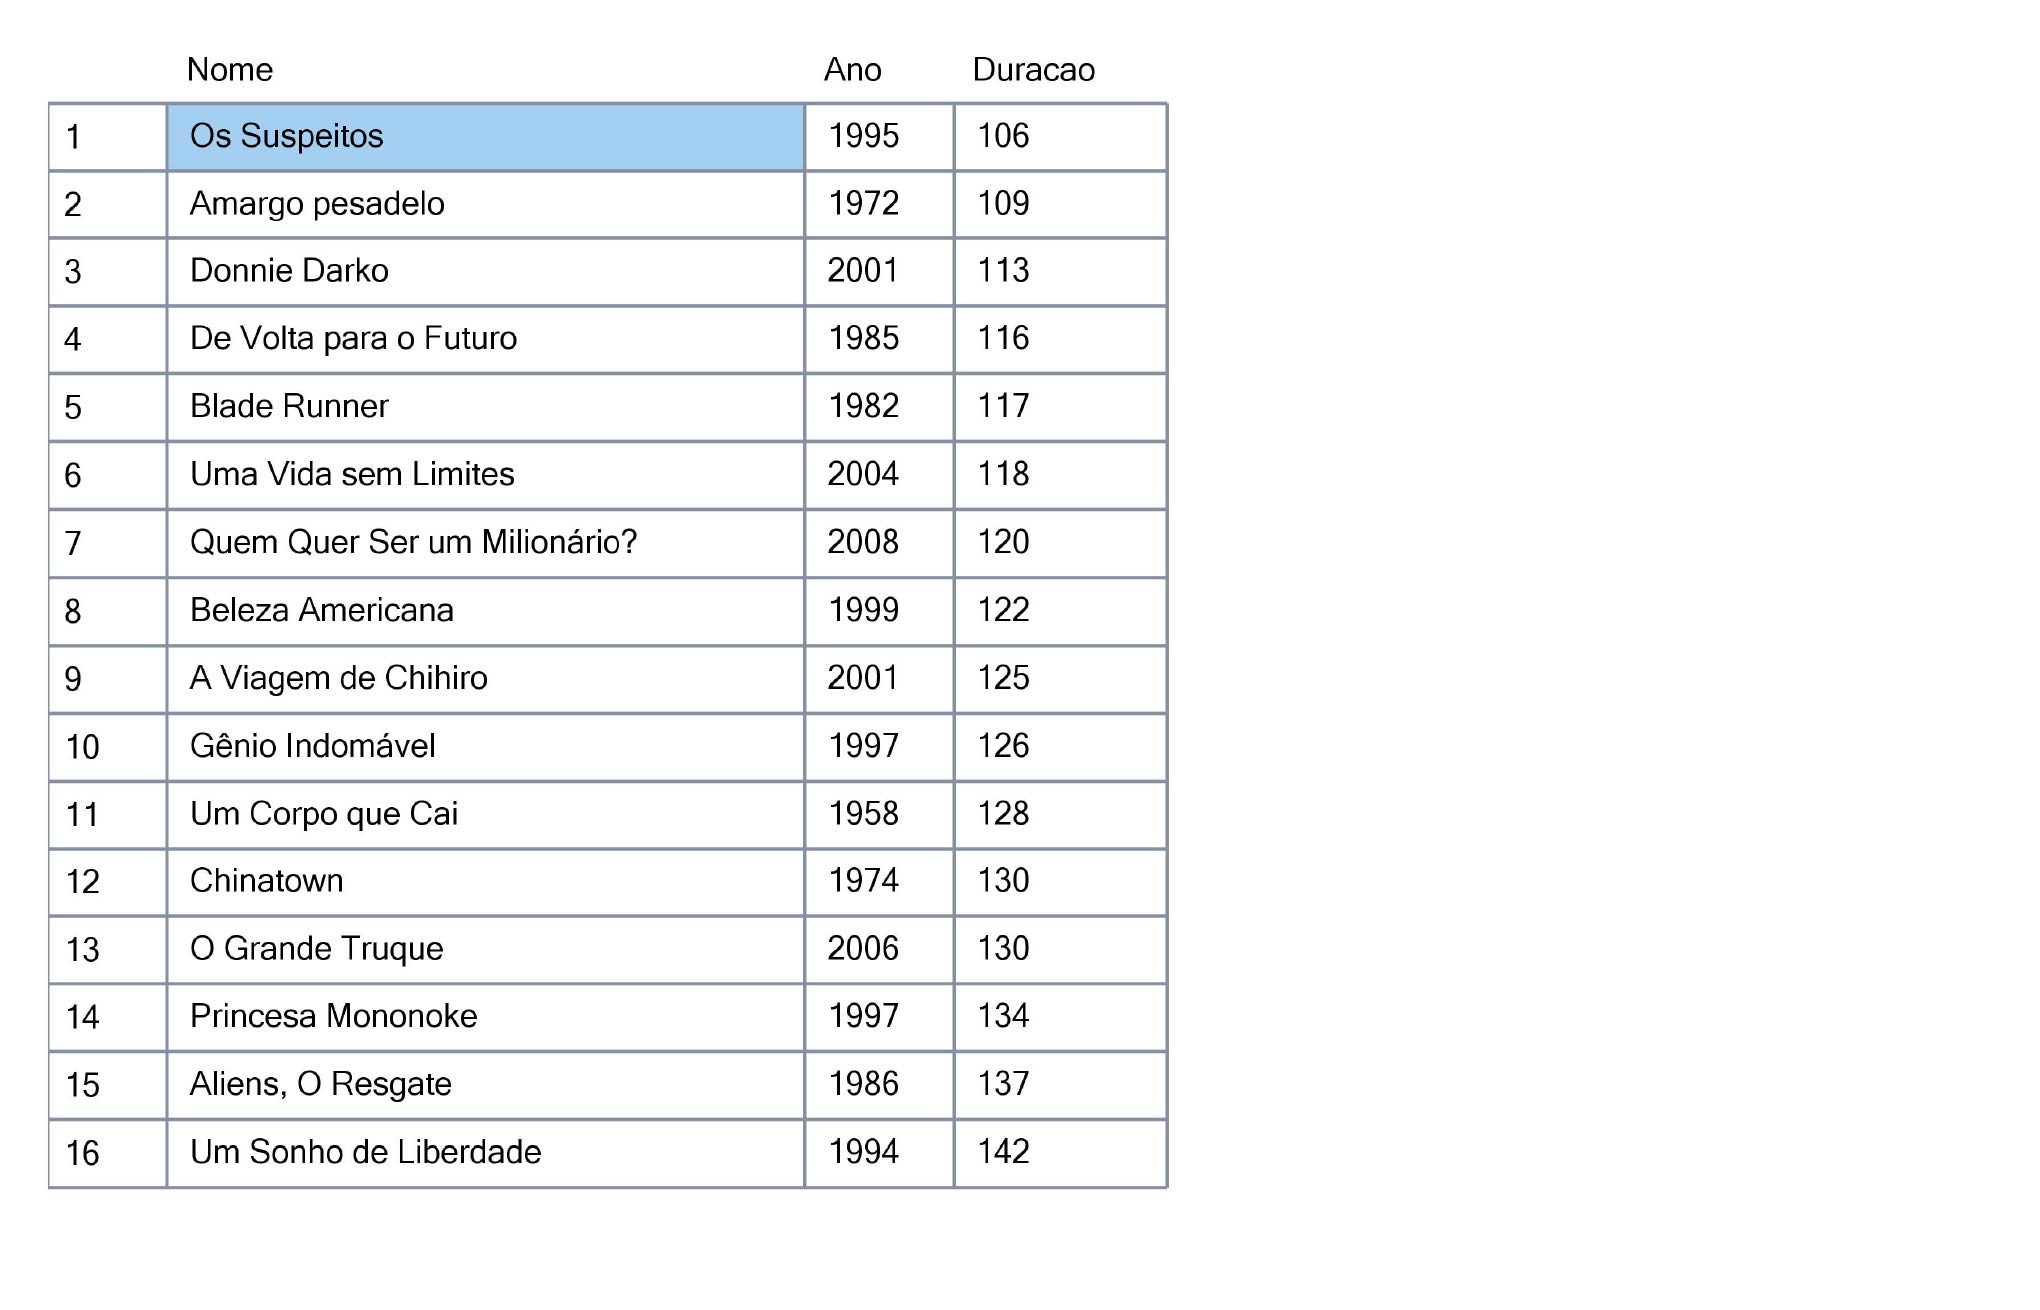 Nome Ano Duracao
1 Os Suspeitos 1995 106
2 Amargo pesadelo 1972 109
3 Donnie Darko 2001 113
4 De Volta para o Futuro 1985 116
5 Blade Runner 1982 117
6 Uma Vida sem Limites 2004 118
7 Quem Quer Ser um Milionário? 2008 120
8 Beleza Americana 1999 122
9 A Viagem de Chihiro 2001 125
10 Gênio Indomável 1997 126
11 Um Corpo que Cai 1958 128
12 Chinatown 1974 130
13 O Grande Truque 2006 130
14 Princesa Mononoke 1997 134
15 Aliens, O Resgate 1986 137
16 Um Sonho de Liberdade 1994 142